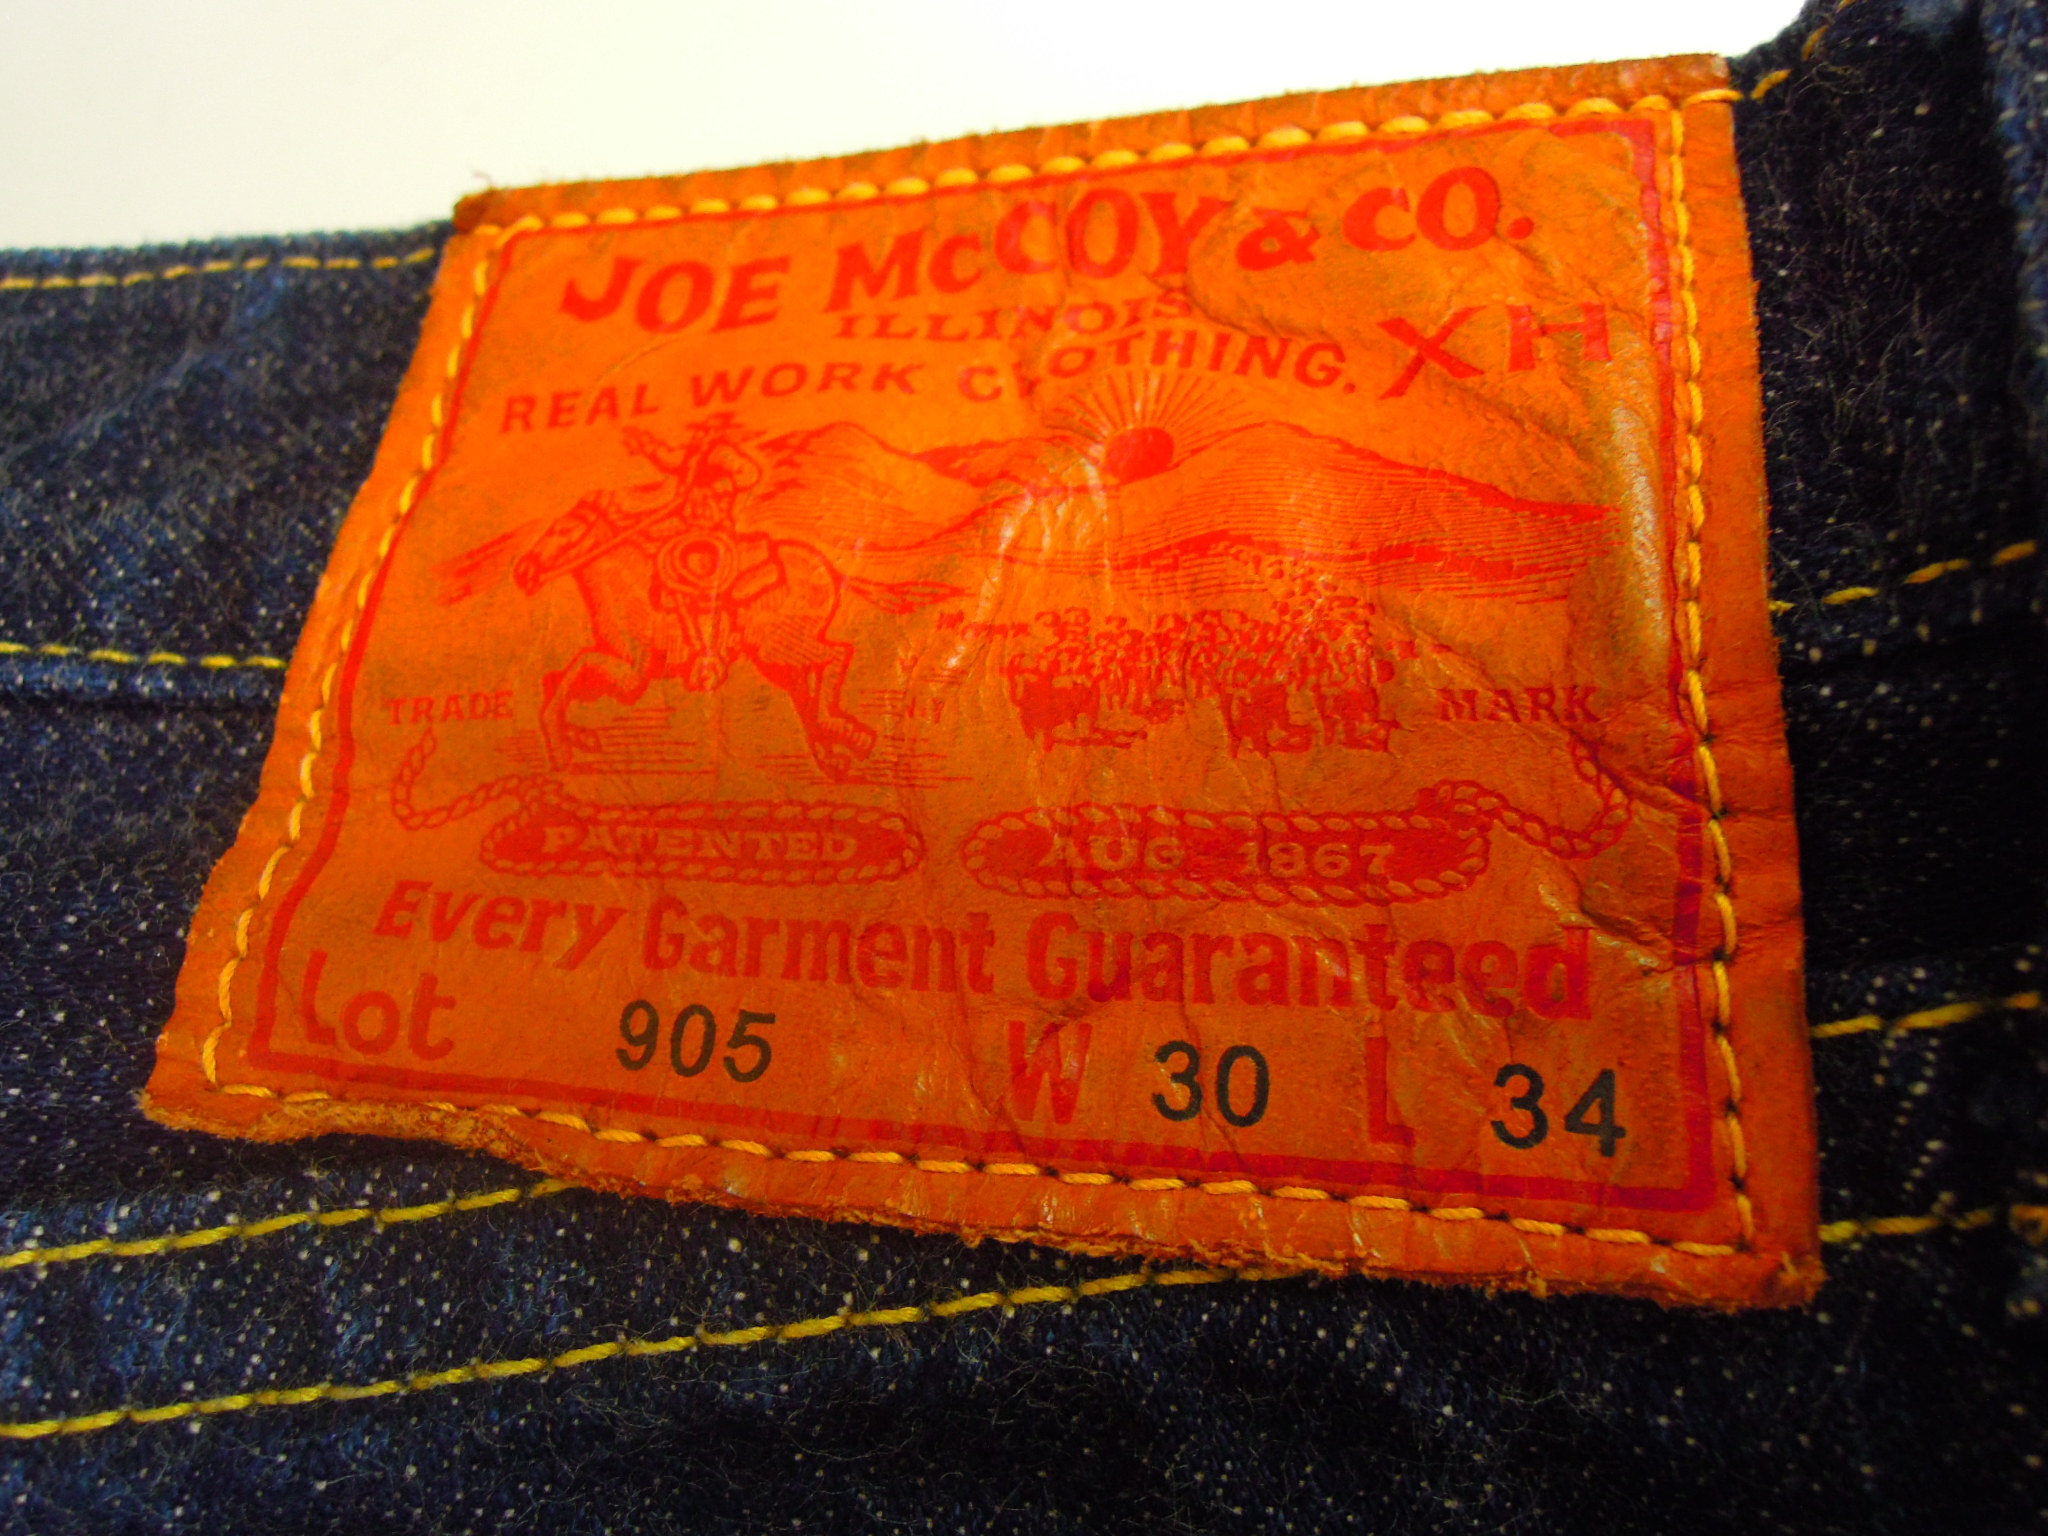 JOE McCOY & CO.
ILLINOIS
REAL WORK CLOTHING. XH
TRADE MARK
PATENTED AUG 1867
Every Garment Guaranteed
Lot 905 W 30 L 34